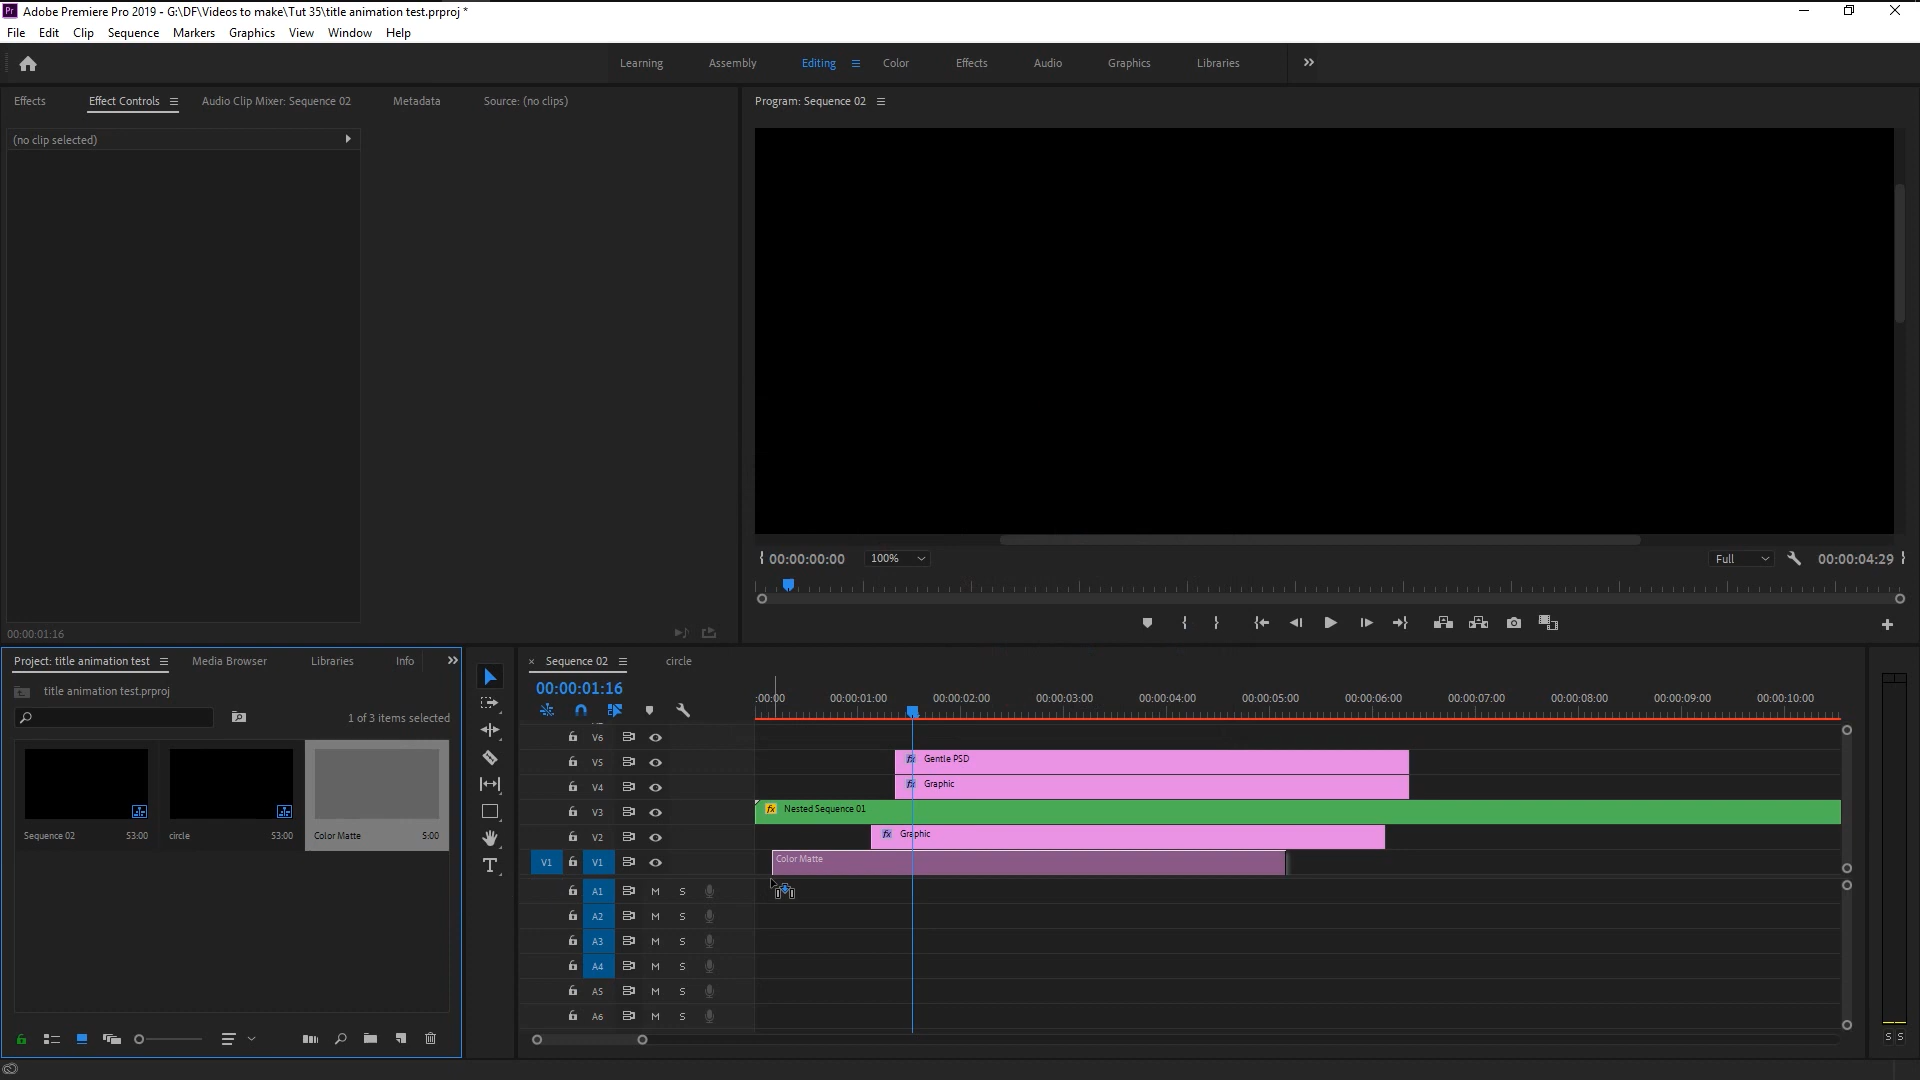 Pr Adobe Premiere Pro 2019 - G:\DF\Videos to make\Tut 35\title animation test.prproj *
File Edit Clip Sequence Markers Graphics View Window Help
Learning Assembly Editing Color Effects Audio Graphics Libraries
Effects Effect Controls Audio Clip Mixer: Sequence 02 Metadata Source: (no clips) Program: Sequence 02
(no clip selected)
00:00:00:00 100% Full 00:00:04:29
00:00:01:16
Project: title animation test Media Browser Libraries Info
× Sequence 02 circle
title animation test.prproj
00:00:01:16
:00:00 00:00:01:00 00:00:02:00 00:00:03:00 00:00:04:00 00:00:05:00 00:00:06:00 00:00:07:00 00:00:08:00 00:00:09:00 00:00:10:00
1 of 3 items selected
V6
V5 fx Gentle PSD
V4 fx Graphic
V3 fx Nested Sequence 01
V2 fx Graphic
Sequence 02 53:00 circle 53:00 Color Matte 5:00
V1 V1 Color Matte
A1 M S
A2 M S
A3 M S
A4 M S
A5 M S
A6 M S
T
S S